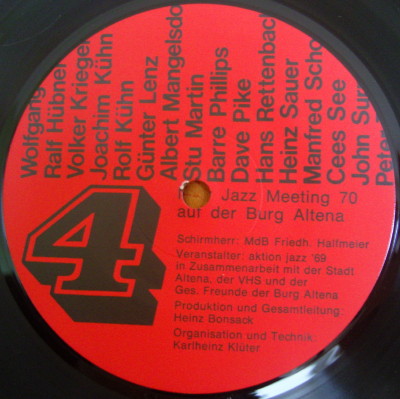 Wolfgang
Ralf Hübner
Volker Kriegel
Joachim Kühn
Rolf Kühn
Günter Lenz
Albert Mangelsdo
Stu Martin
Barre Phillips
Dave Pike
Hans Rettenbach
Heinz Sauer
Manfred Scho
Cees See
John Sur
Peter
4
Jazz Meeting 70
auf der Burg Altena
Schirmherr: MdB Friedh. Halfmeier
Veranstalter: aktion jazz '69
in Zusammenarbeit mit der Stadt
Altena, der VHS und der
Ges. Freunde der Burg Altena
Produktion und Gesamtleitung:
Heinz Bonsack
Organisation und Technik:
Karlheinz Klüter